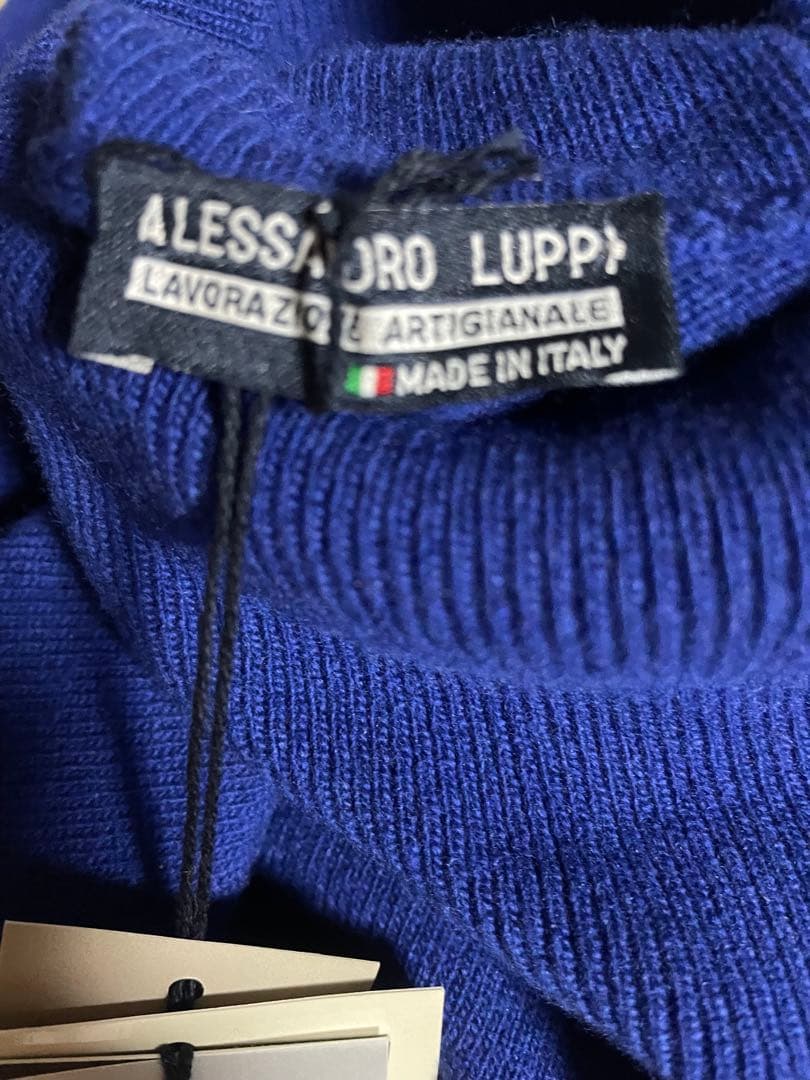 ALESSANDRO LUPPI
LAVORAZIONE ARTIGIANALE
MADE IN ITALY